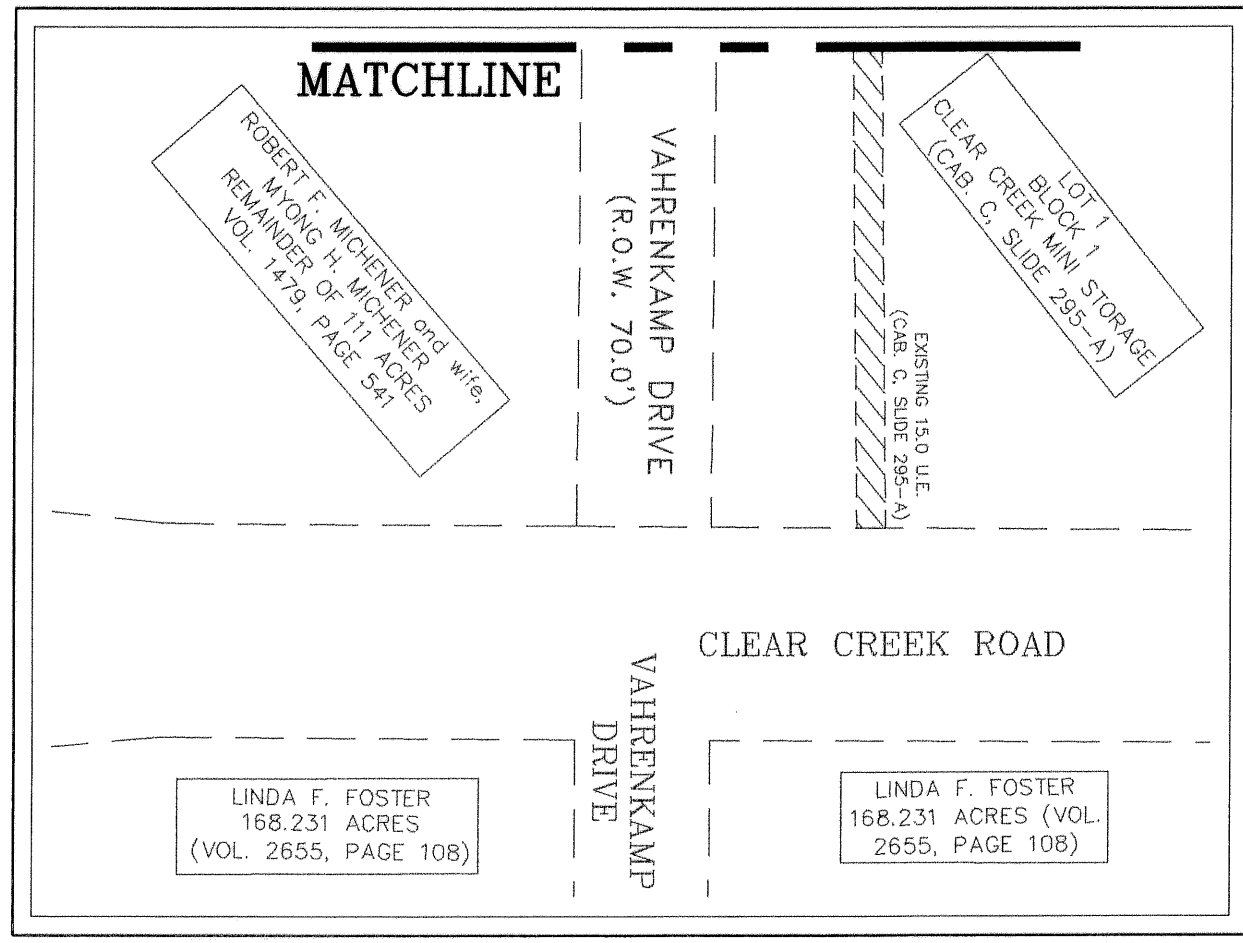 MATCHLINE
ROBERT F. MICHENER and wife,
MYONG H. MICHENER
REMAINDER OF 111 ACRES
VOL. 1479, PAGE 541
VAHRENKAMP DRIVE
(R.O.W. 70.0')
EXISTING 15.0 U.E.
(CAB. C, SLIDE 295-A)
LOT 1
BLOCK 1
CLEAR CREEK MINI STORAGE
(CAB. C, SLIDE 295-A)
CLEAR CREEK ROAD
VAHRENKAMP
DRIVE
LINDA F. FOSTER
168.231 ACRES
(VOL. 2655, PAGE 108)
LINDA F. FOSTER
168.231 ACRES (VOL.
2655, PAGE 108)